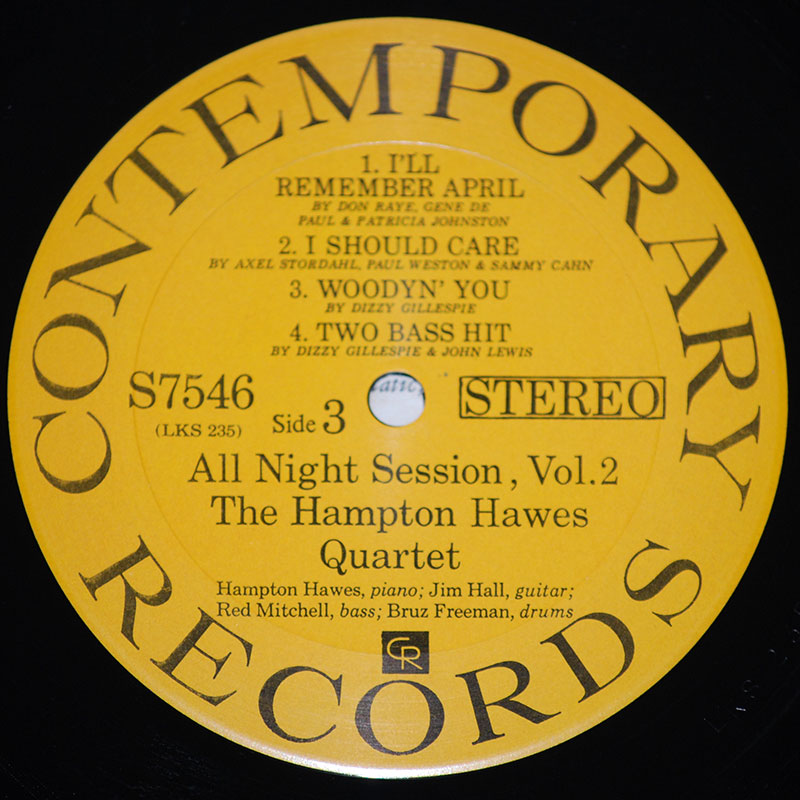 CONTEMPORARY
1. I'LL
REMEMBER APRIL
BY DON RAYE, GENE DE
PAUL & PATRICIA JOHNSTON
2. I SHOULD CARE
BY AXEL STORDAHL, PAUL WESTON & SAMMY CAHN
3. WOODYN' YOU
BY DIZZY GILLESPIE
4. TWO BASS HIT
BY DIZZY GILLESPIE & JOHN LEWIS
S7546
(LKS 235)
Side 3
STEREO
All Night Session, Vol.2
The Hampton Hawes
Quartet
Hampton Hawes, piano; Jim Hall, guitar;
Red Mitchell, bass; Bruz Freeman, drums
CR
RECORDS